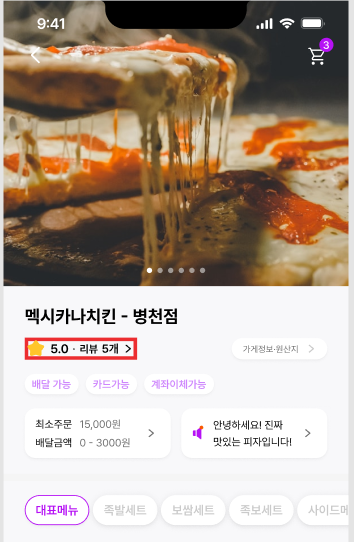 9:41
3
멕시카나치킨 - 병천점
5.0 · 리뷰 5개 >
가게정보·원산지 >
배달 가능 카드가능 계좌이체가능
최소주문 15,000원
배달금액 0 - 3000원
안녕하세요! 진짜
맛있는 피자입니다!
대표메뉴 족발세트 보쌈세트 족보세트 사이드메